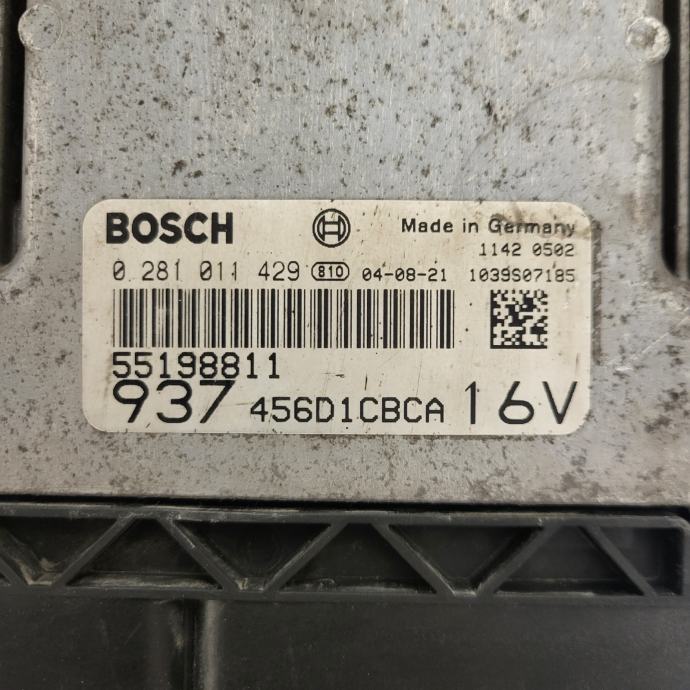 BOSCH Made in Germany
1142 0502
0 281 011 429 810 04-08-21 1039S07185
55198811
937 456D1CBCA 16V